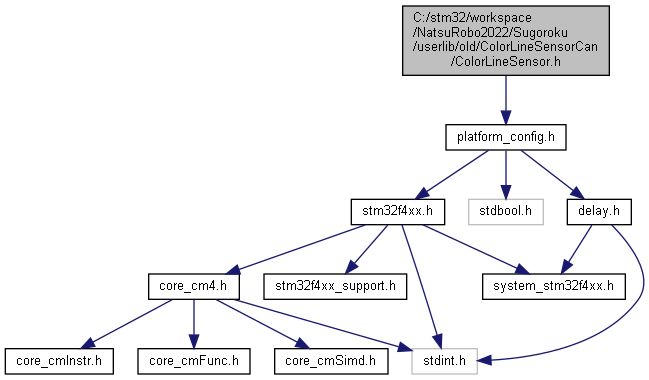 C:/stm32/workspace
/NatsuRobo2022/Sugoroku
/userlib/old/ColorLineSensorCan
/ColorLineSensor.h
platform_config.h
stm32f4xx.h
stdbool.h
delay.h
core_cm4.h
stm32f4xx_support.h
system_stm32f4xx.h
core_cmInstr.h
core_cmFunc.h
core_cmSimd.h
stdint.h